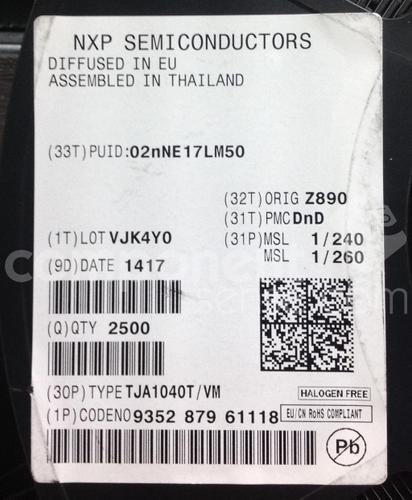 NXP SEMICONDUCTORS
DIFFUSED IN EU
ASSEMBLED IN THAILAND
(33T) PUID:02nNE17LM50
(32T) ORIG Z890
(31T) PMC DnD
(1T) LOT VJK4Y0
(31P) MSL 1/240
MSL 1/260
(9D) DATE 1417
(Q) QTY 2500
(30P) TYPE TJA1040T/VM
HALOGEN FREE
(1P) CODENO 9352 879 61118
EU/CN RoHS COMPLIANT
Pb